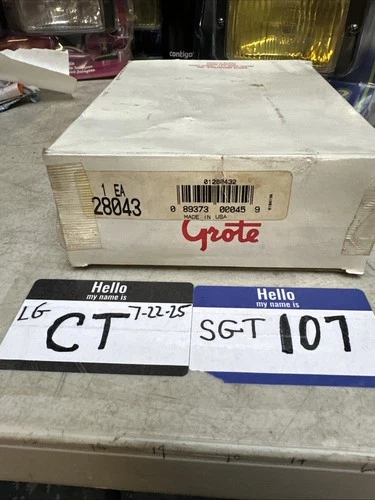 contigo
1 EA
28043
01280432
0 89373 00045 9
MADE IN USA
Grote
Hello
my name is
LG CT 7-22-25
Hello
my name is
SGT 107